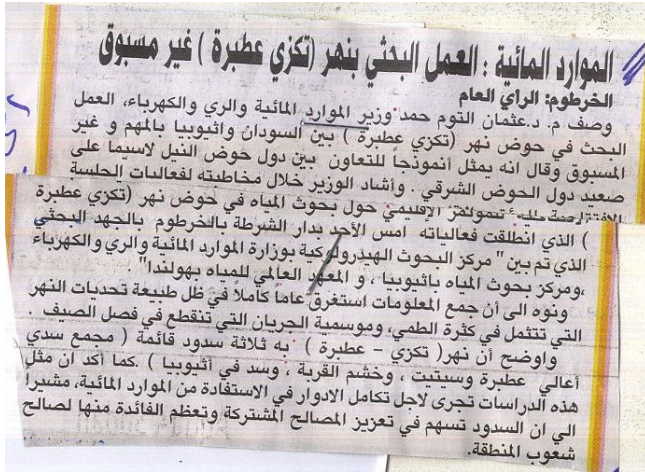 الموارد المائية : العمل البحثي بنهر (تكزي عطبرة ) غير مسبوق
الخرطوم: الراي العام
وصف م. د.عثمان التوم حمد وزير الموارد المائية والري والكهرباء، العمل
البحث في حوض نهر (تكزي عطبرة ) بين السودان واثيوبيا بالمهم و غير
المسبوق وقال انه يمثل أنموذجاً للتعاون بين دول حوض النيل لاسيما على
صعيد دول الحوض الشرقي . وأشاد الوزير خلال مخاطبته لفعاليات الجلسة
الإقليمي حول بحوث المياه في حوض نهر (تكزي عطبرة
) الذي انطلقت فعالياته امس الأحد بدار الشرطة بالخرطوم بالجهد البحثي
الذي تم بين " مركز البحوث الهيدروليكية بوزارة الموارد المائية والري والكهرباء
،ومركز بحوث المياه باثيوبيا ، و المعهد العالمي للمياه بهولندا".
ونوه الى أن جمع المعلومات استغرق عاماً كاملاً في ظل طبيعة تحديات النهر
التي تتثمل في كثرة الطمي، وموسمية الجريان التي تنقطع في فصل الصيف .
واوضح أن نهر( تكزي - عطبرة ) به ثلاثة سدود قائمة ( مجمع سدي
أعالي عطبرة وسيتيت ، وخشم القربة ، وسد في أثيوبيا ) .كما أكد ان مثل
هذه الدراسات تجرى لاجل تكامل الادوار في الاستفادة من الموارد المائية، مشيرا
الي ان السدود تسهم في تعزيز المصالح المشتركة وتعظم الفائدة منها لصالح
شعوب المنطقة.